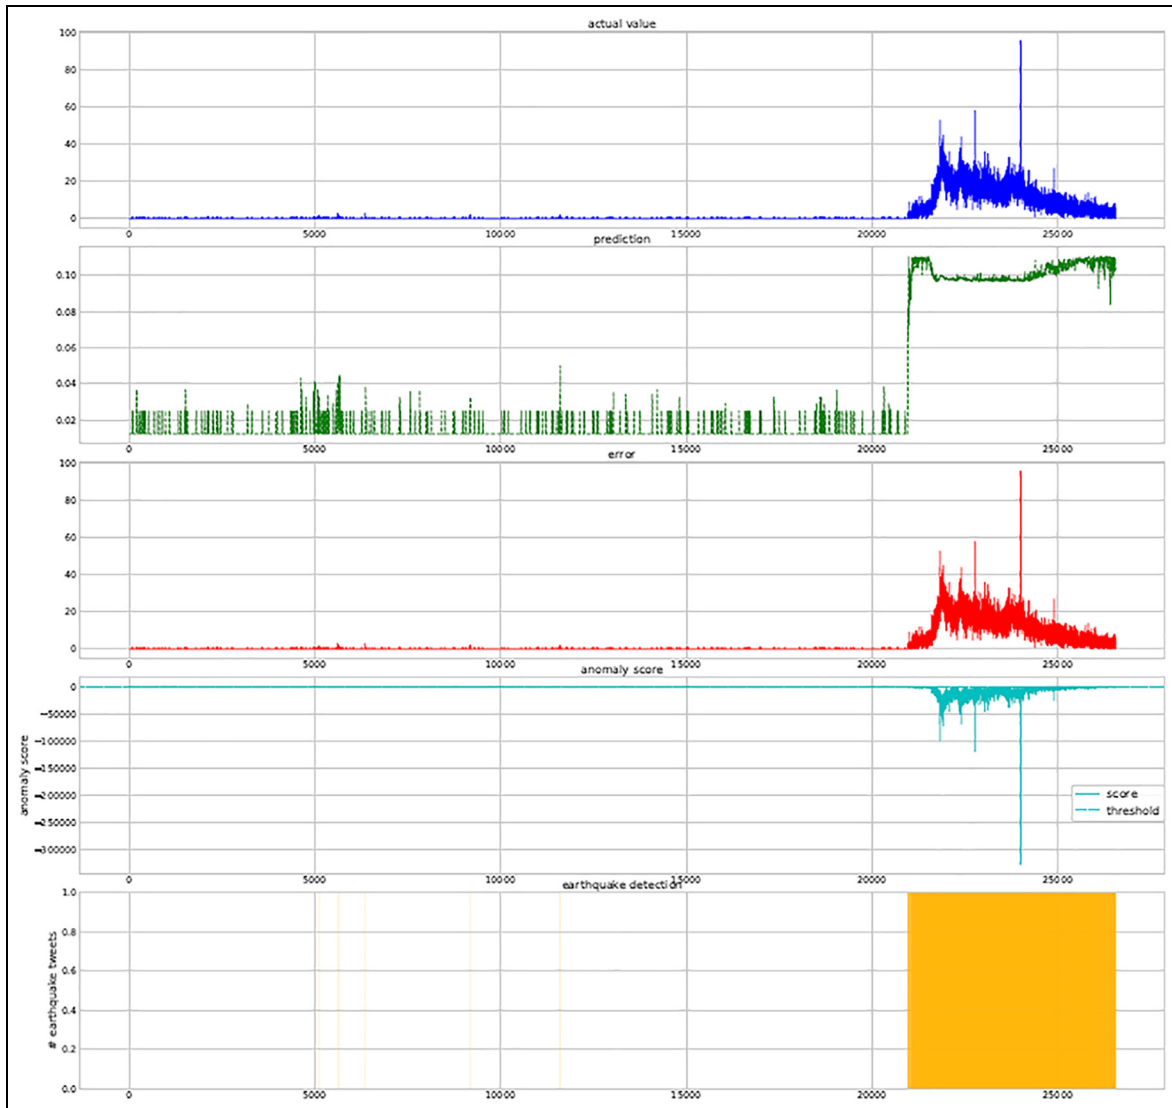 actual value
100
80
60
40
20
0
0 5000 10000 15000 20000 25000
prediction
0.10
0.08
0.06
0.04
0.02
0 5000 10000 15000 20000 25000
error
100
80
60
40
20
0
0 5000 10000 15000 20000 25000
anomaly score
anomaly score
0
−50000
−100000
−150000
−200000
−250000
−300000
score
threshold
0 5000 10000 15000 20000 25000
earthquake detection
# earthquake tweets
1.0
0.8
0.6
0.4
0.2
0.0
0 5000 10000 15000 20000 25000